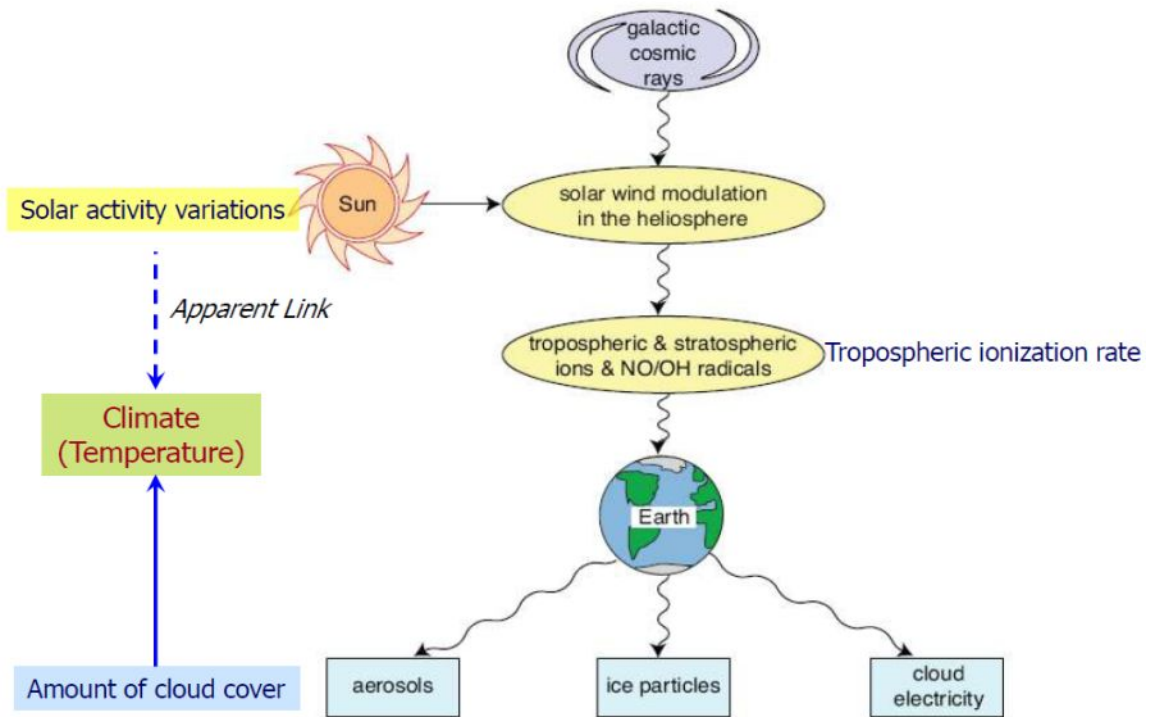 galactic
cosmic
rays
Solar activity variations
Sun
solar wind modulation
in the heliosphere
Apparent Link
tropospheric & stratospheric
ions & NO/OH radicals
Tropospheric ionization rate
Climate
(Temperature)
Earth
Amount of cloud cover
aerosols
ice particles
cloud
electricity